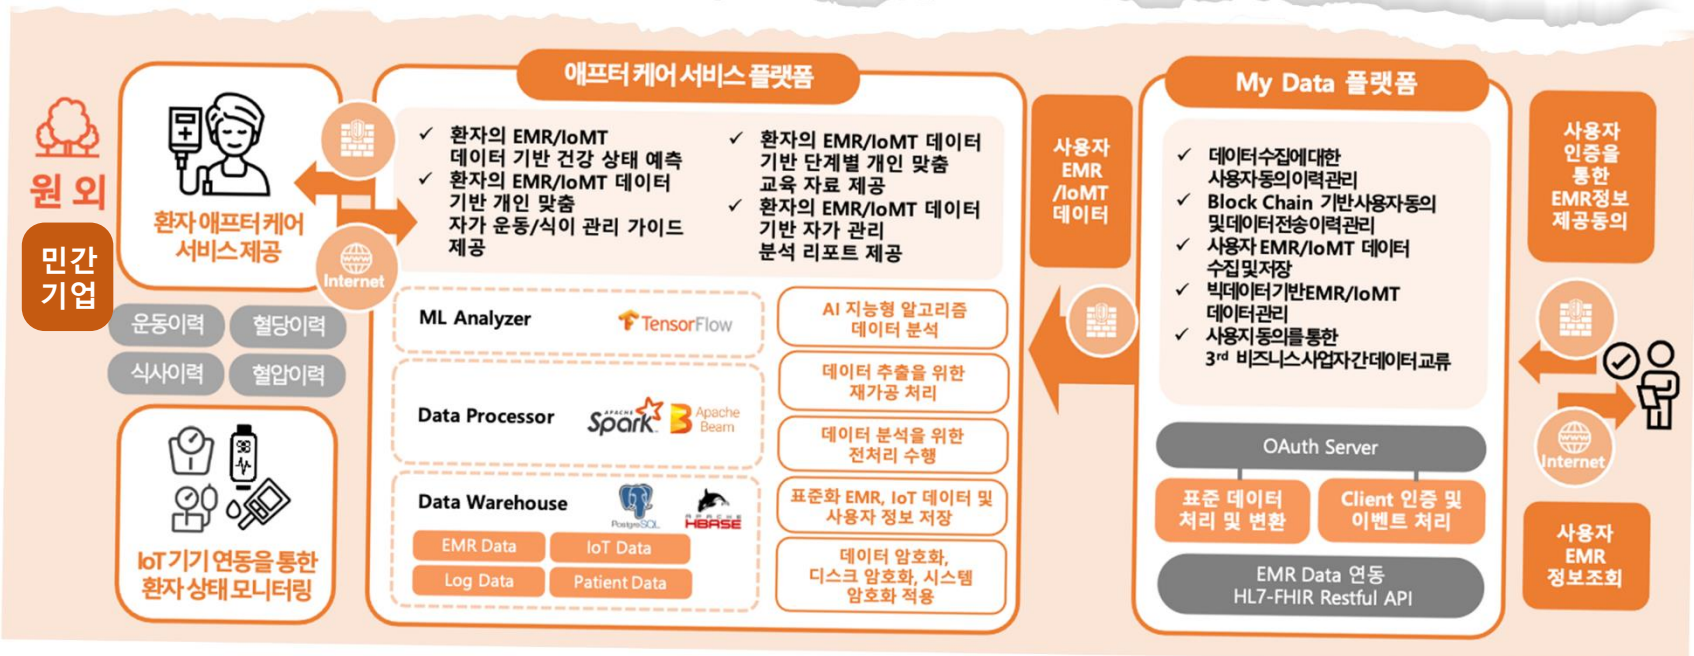 원 외
민간
기업
환자 애프터 케어
서비스 제공
운동이력
혈당이력
식사이력
혈압이력
IoT 기기 연동을 통한
환자 상태 모니터링
Internet
애프터 케어 서비스 플랫폼
✓ 환자의 EMR/IoMT
데이터 기반 건강 상태 예측
✓ 환자의 EMR/IoMT 데이터
기반 개인 맞춤
자가 운동/식이 관리 가이드
제공
✓ 환자의 EMR/IoMT 데이터
기반 단계별 개인 맞춤
교육 자료 제공
✓ 환자의 EMR/IoMT 데이터
기반 자가 관리
분석 리포트 제공
ML Analyzer
TensorFlow
AI 지능형 알고리즘
데이터 분석
Data Processor
APACHE
Spark
Apache
Beam
데이터 추출을 위한
재가공 처리
데이터 분석을 위한
전처리 수행
Data Warehouse
PostgreSQL
APACHE
HBASE
EMR Data
IoT Data
Log Data
Patient Data
표준화 EMR, IoT 데이터 및
사용자 정보 저장
데이터 암호화,
디스크 암호화, 시스템
암호화 적용
사용자
EMR
/IoMT
데이터
My Data 플랫폼
✓ 데이터 수집에 대한
사용자 동의 이력 관리
✓ Block Chain 기반 사용자 동의
및 데이터 전송 이력 관리
✓ 사용자 EMR/IoMT 데이터
수집 및 저장
✓ 빅데이터 기반 EMR/IoMT
데이터 관리
✓ 사용지 동의를 통한
3rd 비즈니스 사업자 간 데이터 교류
OAuth Server
표준 데이터
처리 및 변환
Client 인증 및
이벤트 처리
EMR Data 연동
HL7-FHIR Restful API
사용자
인증을
통한
EMR정보
제공동의
www
Internet
사용자
EMR
정보조회